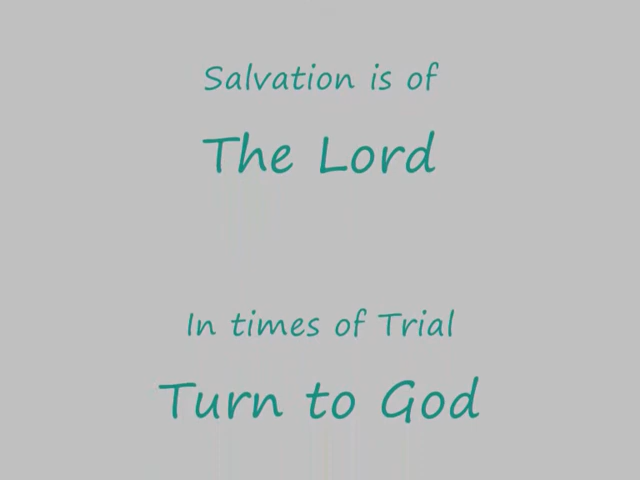 Salvation is of
The Lord
In times of Trial
Turn to God